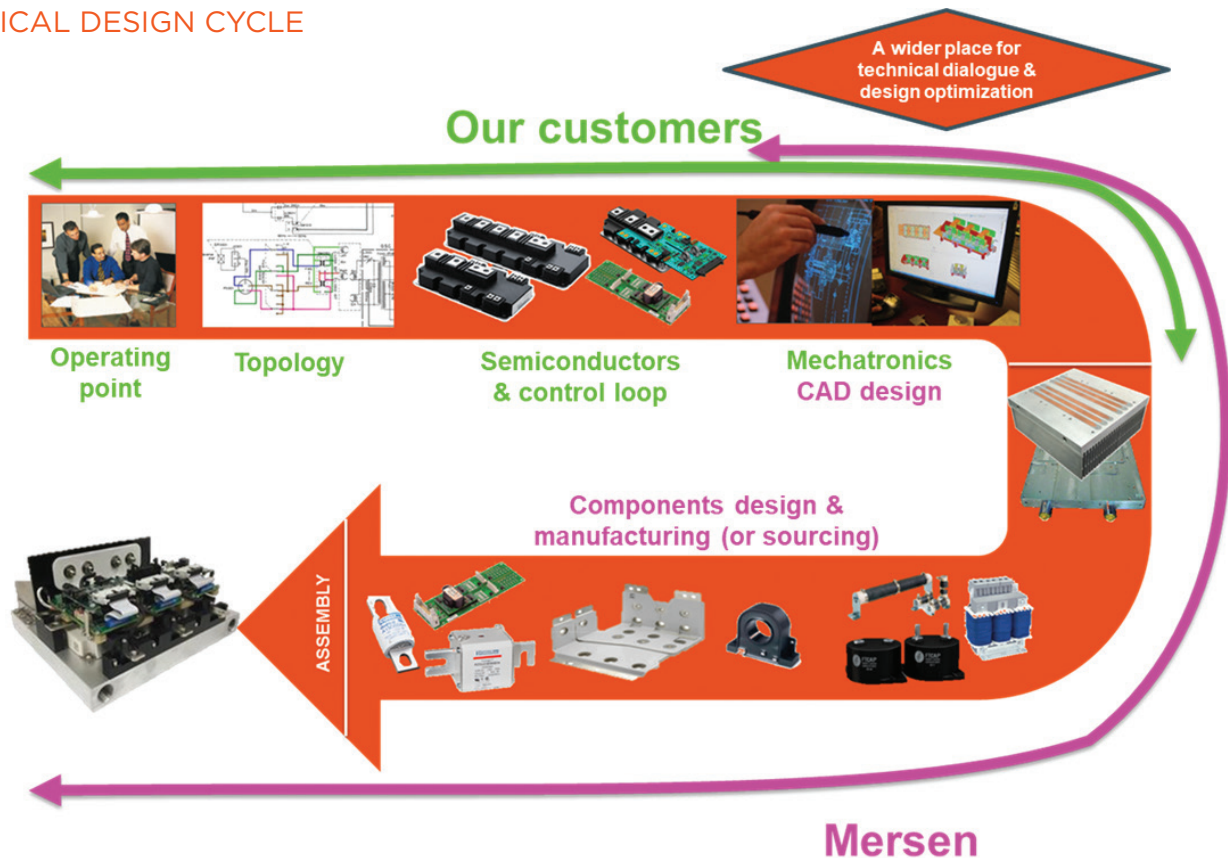 ICAL DESIGN CYCLE
A wider place for
technical dialogue &
design optimization
Our customers
Operating
point
Topology
Semiconductors
& control loop
Mechatronics
CAD design
Components design &
manufacturing (or sourcing)
ASSEMBLY
Mersen